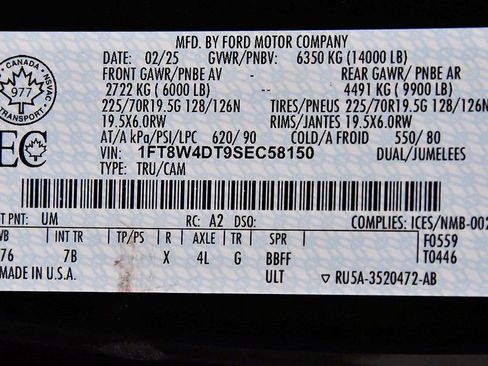 MFD. BY FORD MOTOR COMPANY
DATE: 02/25 GVWR/PNBV: 6350 KG (14000 LB)
FRONT GAWR/PNBE AV REAR GAWR/ PNBE AR
2722 KG ( 6000 LB) 4491 KG ( 9900 LB)
225/70R19.5G 128/126N TIRES/PNEUS 225/70R19.5G 128/126N
19.5X6.0RW RIMS/JANTES 19.5X6.0RW
AT/A kPa/PSI/LPC 620/ 90 COLD/A FROID 550/ 80
VIN: 1FT8W4DT9SEC58150 DUAL/JUMELEES
TYPE: TRU/CAM
CANADA NSVAC
977
TRANSPORT
EC
T PNT: UM RC: A2 DSO: COMPLIES: ICES/NMB-002
WB INT TR TP/PS R AXLE TR SPR F0559
76 7B X 4L G BBFF T0446
MADE IN U.S.A. ULT ▽ RU5A-3520472-AB